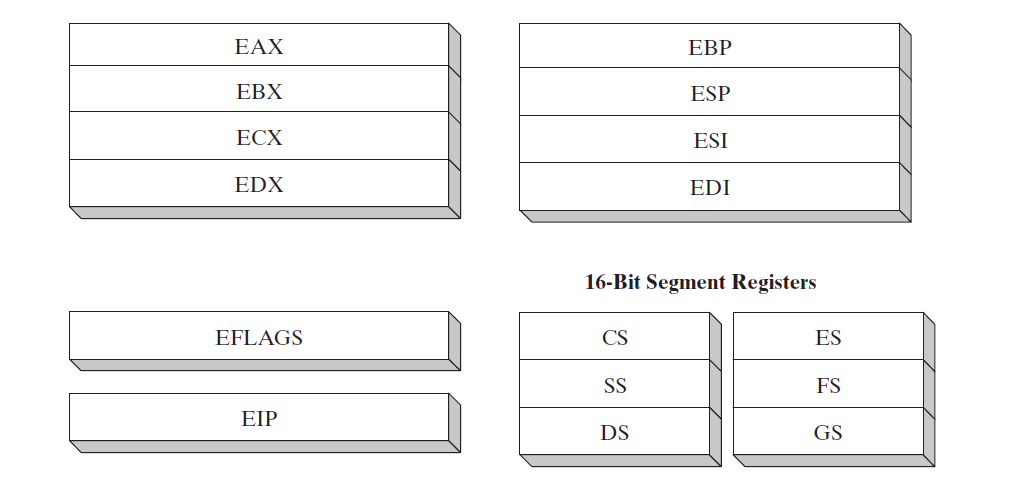 EAX
EBX
ECX
EDX
EBP
ESP
ESI
EDI
EFLAGS
EIP
16-Bit Segment Registers
CS
SS
DS
ES
FS
GS